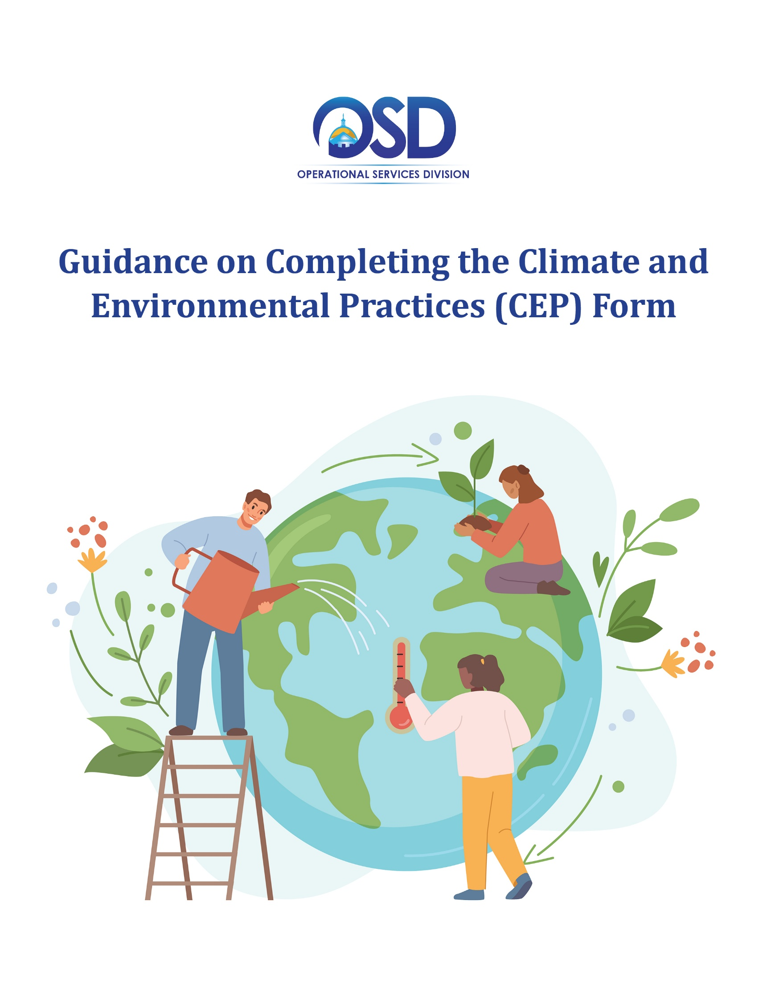 OSD
OPERATIONAL SERVICES DIVISION
Guidance on Completing the Climate and
Environmental Practices (CEP) Form